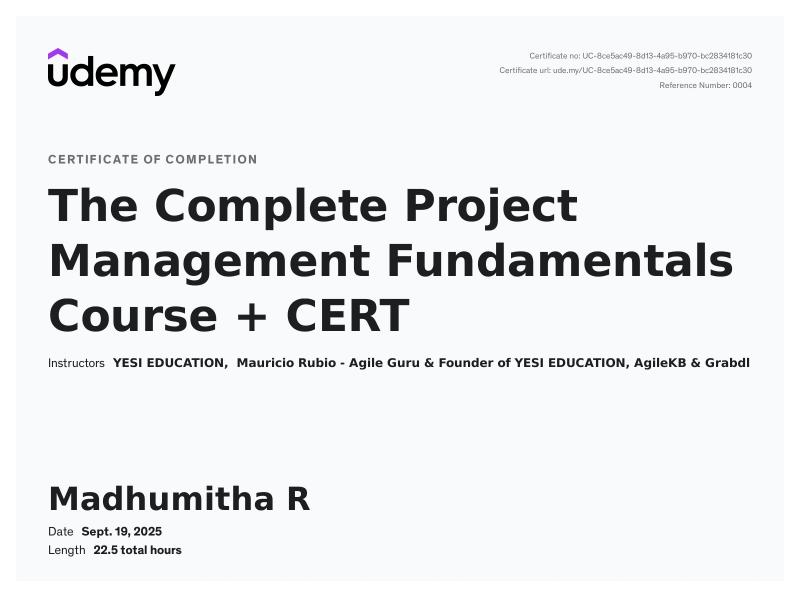 udemy
Certificate no: UC-8ce5ac49-8d13-4a95-b970-bc2834181c30
Certificate url: ude.my/UC-8ce5ac49-8d13-4a95-b970-bc2834181c30
Reference Number: 0004
CERTIFICATE OF COMPLETION
The Complete Project
Management Fundamentals
Course + CERT
Instructors YESI EDUCATION, Mauricio Rubio - Agile Guru & Founder of YESI EDUCATION, AgileKB & Grabdl
Madhumitha R
Date Sept. 19, 2025
Length 22.5 total hours